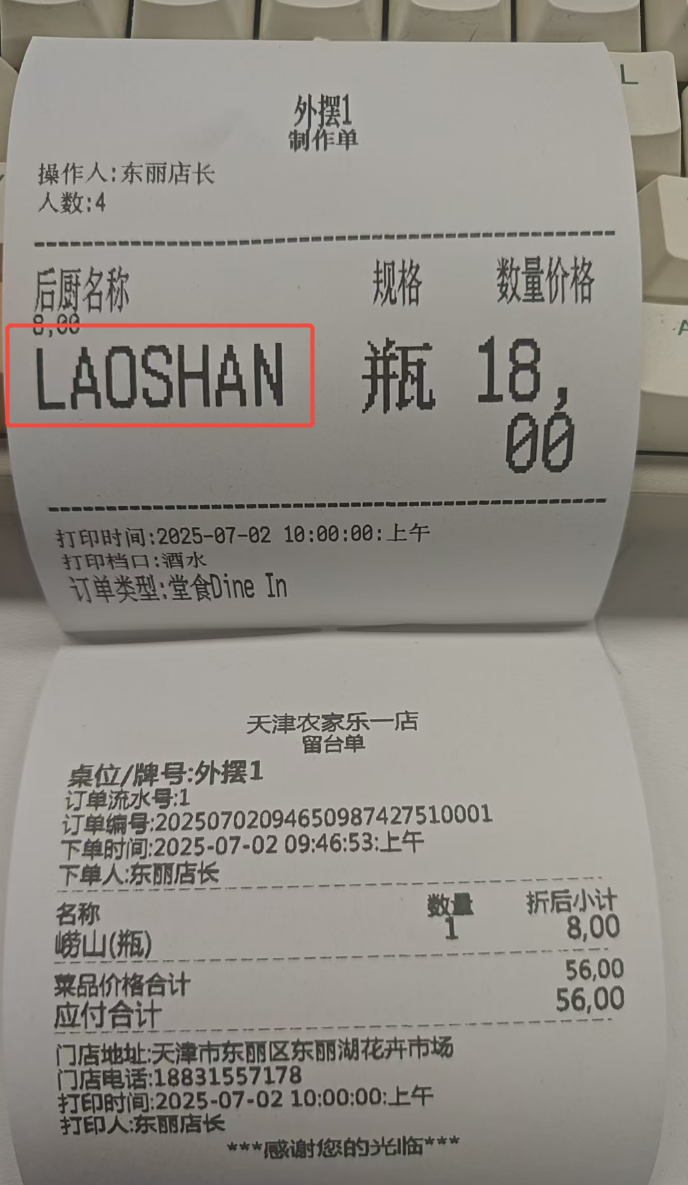 L
A
外摆1
制作单
操作人:东丽店长
人数:4
后厨名称 规格 数量价格
8,00
LAOSHAN 瓶 18,
00
打印时间:2025-07-02 10:00:00:上午
打印档口:酒水
订单类型:堂食Dine In
天津农家乐一店
留台单
桌位/牌号:外摆1
订单流水号:1
订单编号:20250702094650987427510001
下单时间:2025-07-02 09:46:53:上午
下单人:东丽店长
名称 数量 折后小计
崂山(瓶) 1 8,00
菜品价格合计 56,00
应付合计 56,00
门店地址:天津市东丽区东丽湖花卉市场
门店电话:18831557178
打印时间:2025-07-02 10:00:00:上午
打印人:东丽店长
***感谢您的光临***